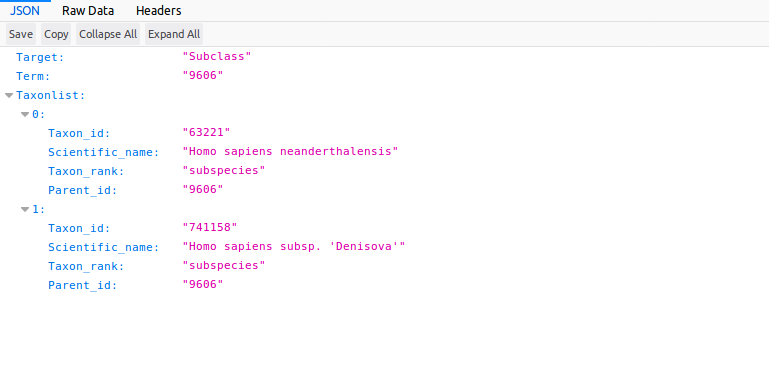 JSON Raw Data Headers
Save Copy Collapse All Expand All
Target: "Subclass"
Term: "9606"
Taxonlist:
0:
Taxon_id: "63221"
Scientific_name: "Homo sapiens neanderthalensis"
Taxon_rank: "subspecies"
Parent_id: "9606"
1:
Taxon_id: "741158"
Scientific_name: "Homo sapiens subsp. 'Denisova'"
Taxon_rank: "subspecies"
Parent_id: "9606"